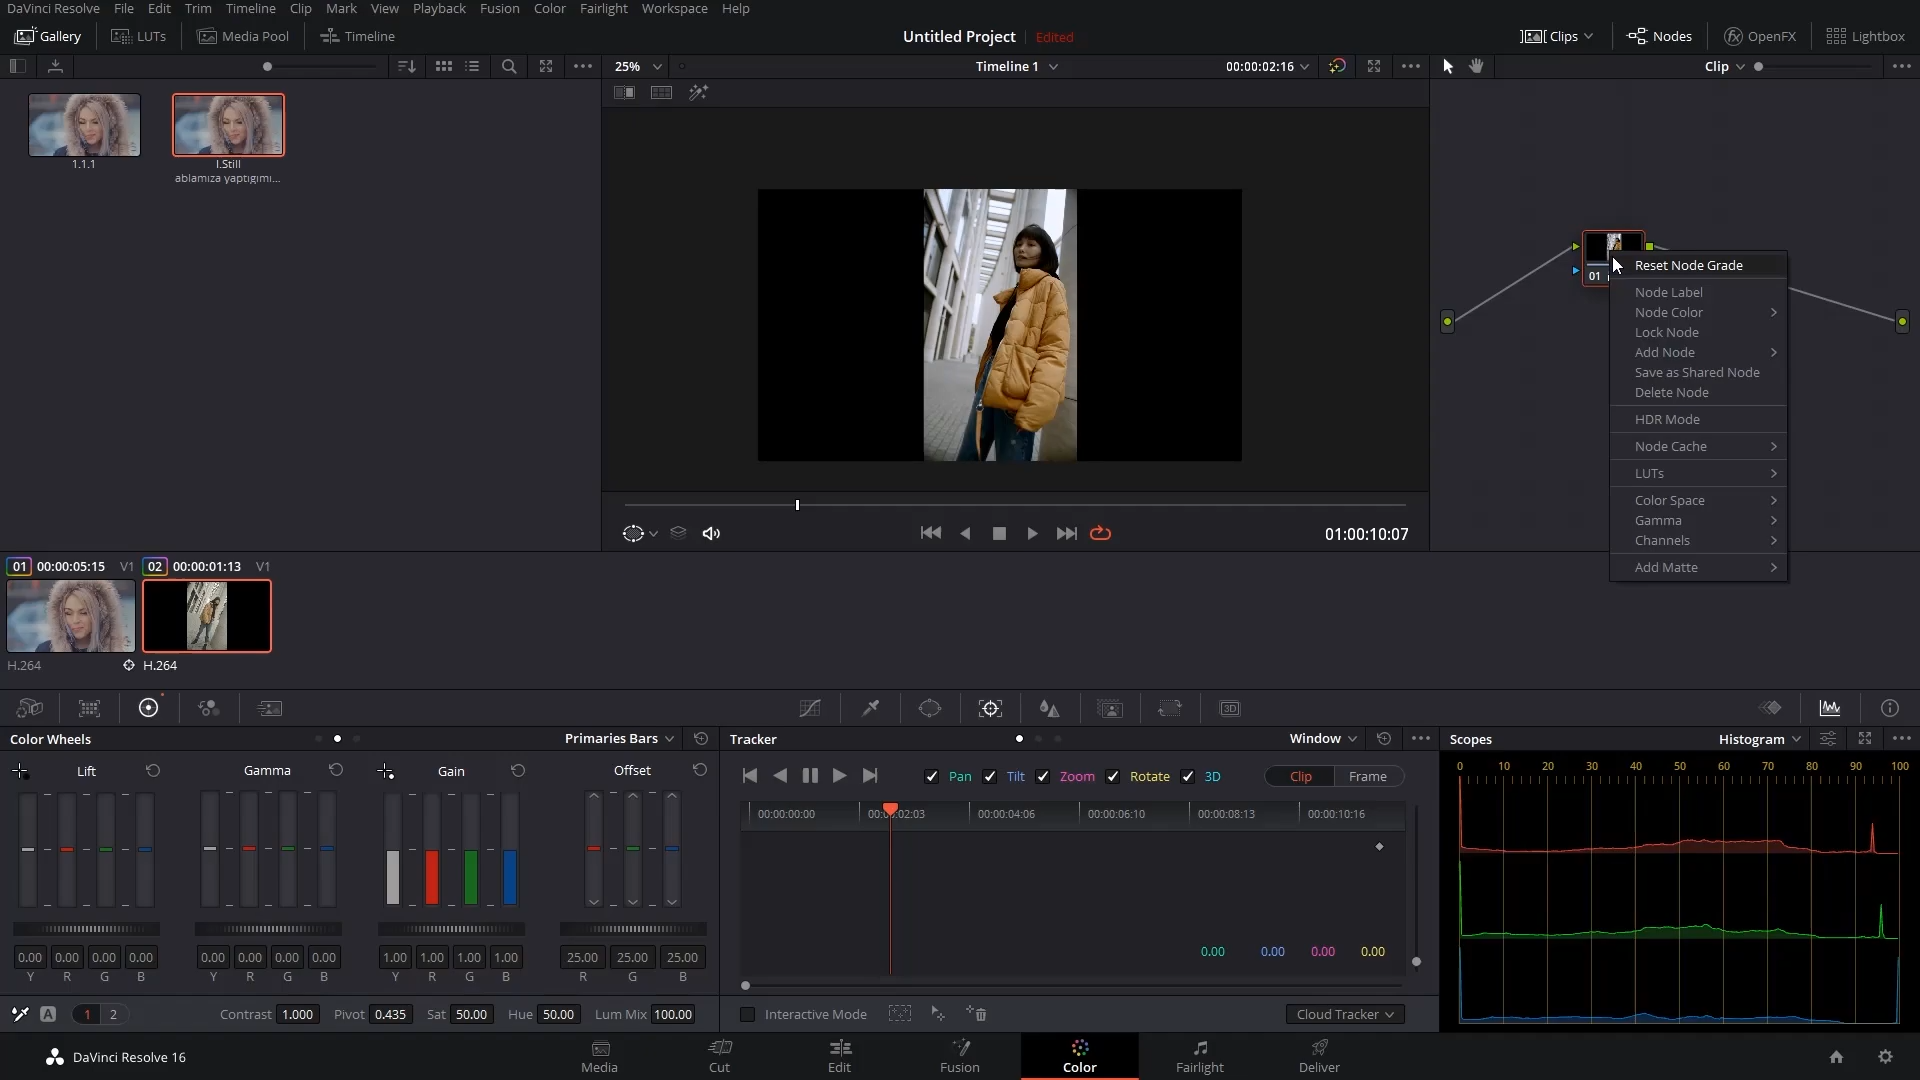 DaVinci Resolve File Edit Trim Timeline Clip Mark View Playback Fusion Color Fairlight Workspace Help
Gallery LUTs Media Pool Timeline Untitled Project Edited Clips Nodes OpenFX Lightbox
25% Timeline 1 00:00:02:16 Clip
1.1.1
I.Still
ablamıza yaptıgımı...
01
Reset Node Grade
Node Label
Node Color
Lock Node
Add Node
Save as Shared Node
Delete Node
HDR Mode
Node Cache
LUTs
Color Space
Gamma
Channels
Add Matte
01:00:10:07
01 00:00:05:15 V1 02 00:00:01:13 V1
H.264 H.264
3D
Color Wheels Primaries Bars
Lift Gamma Gain Offset
0.00 0.00 0.00 0.00 0.00 0.00 0.00 0.00 1.00 1.00 1.00 1.00 25.00 25.00 25.00
Y R G B Y R G B Y R G B R G B
A 1 2 Contrast 1.000 Pivot 0.435 Sat 50.00 Hue 50.00 Lum Mix 100.00
Tracker Window
Pan Tilt Zoom Rotate 3D Clip Frame
00:00:00:00 00:00:02:03 00:00:04:06 00:00:06:10 00:00:08:13 00:00:10:16
0.00 0.00 0.00 0.00
Interactive Mode Cloud Tracker
Scopes Histogram
0 10 20 30 40 50 60 70 80 90 100
DaVinci Resolve 16 Media Cut Edit Fusion Color Fairlight Deliver